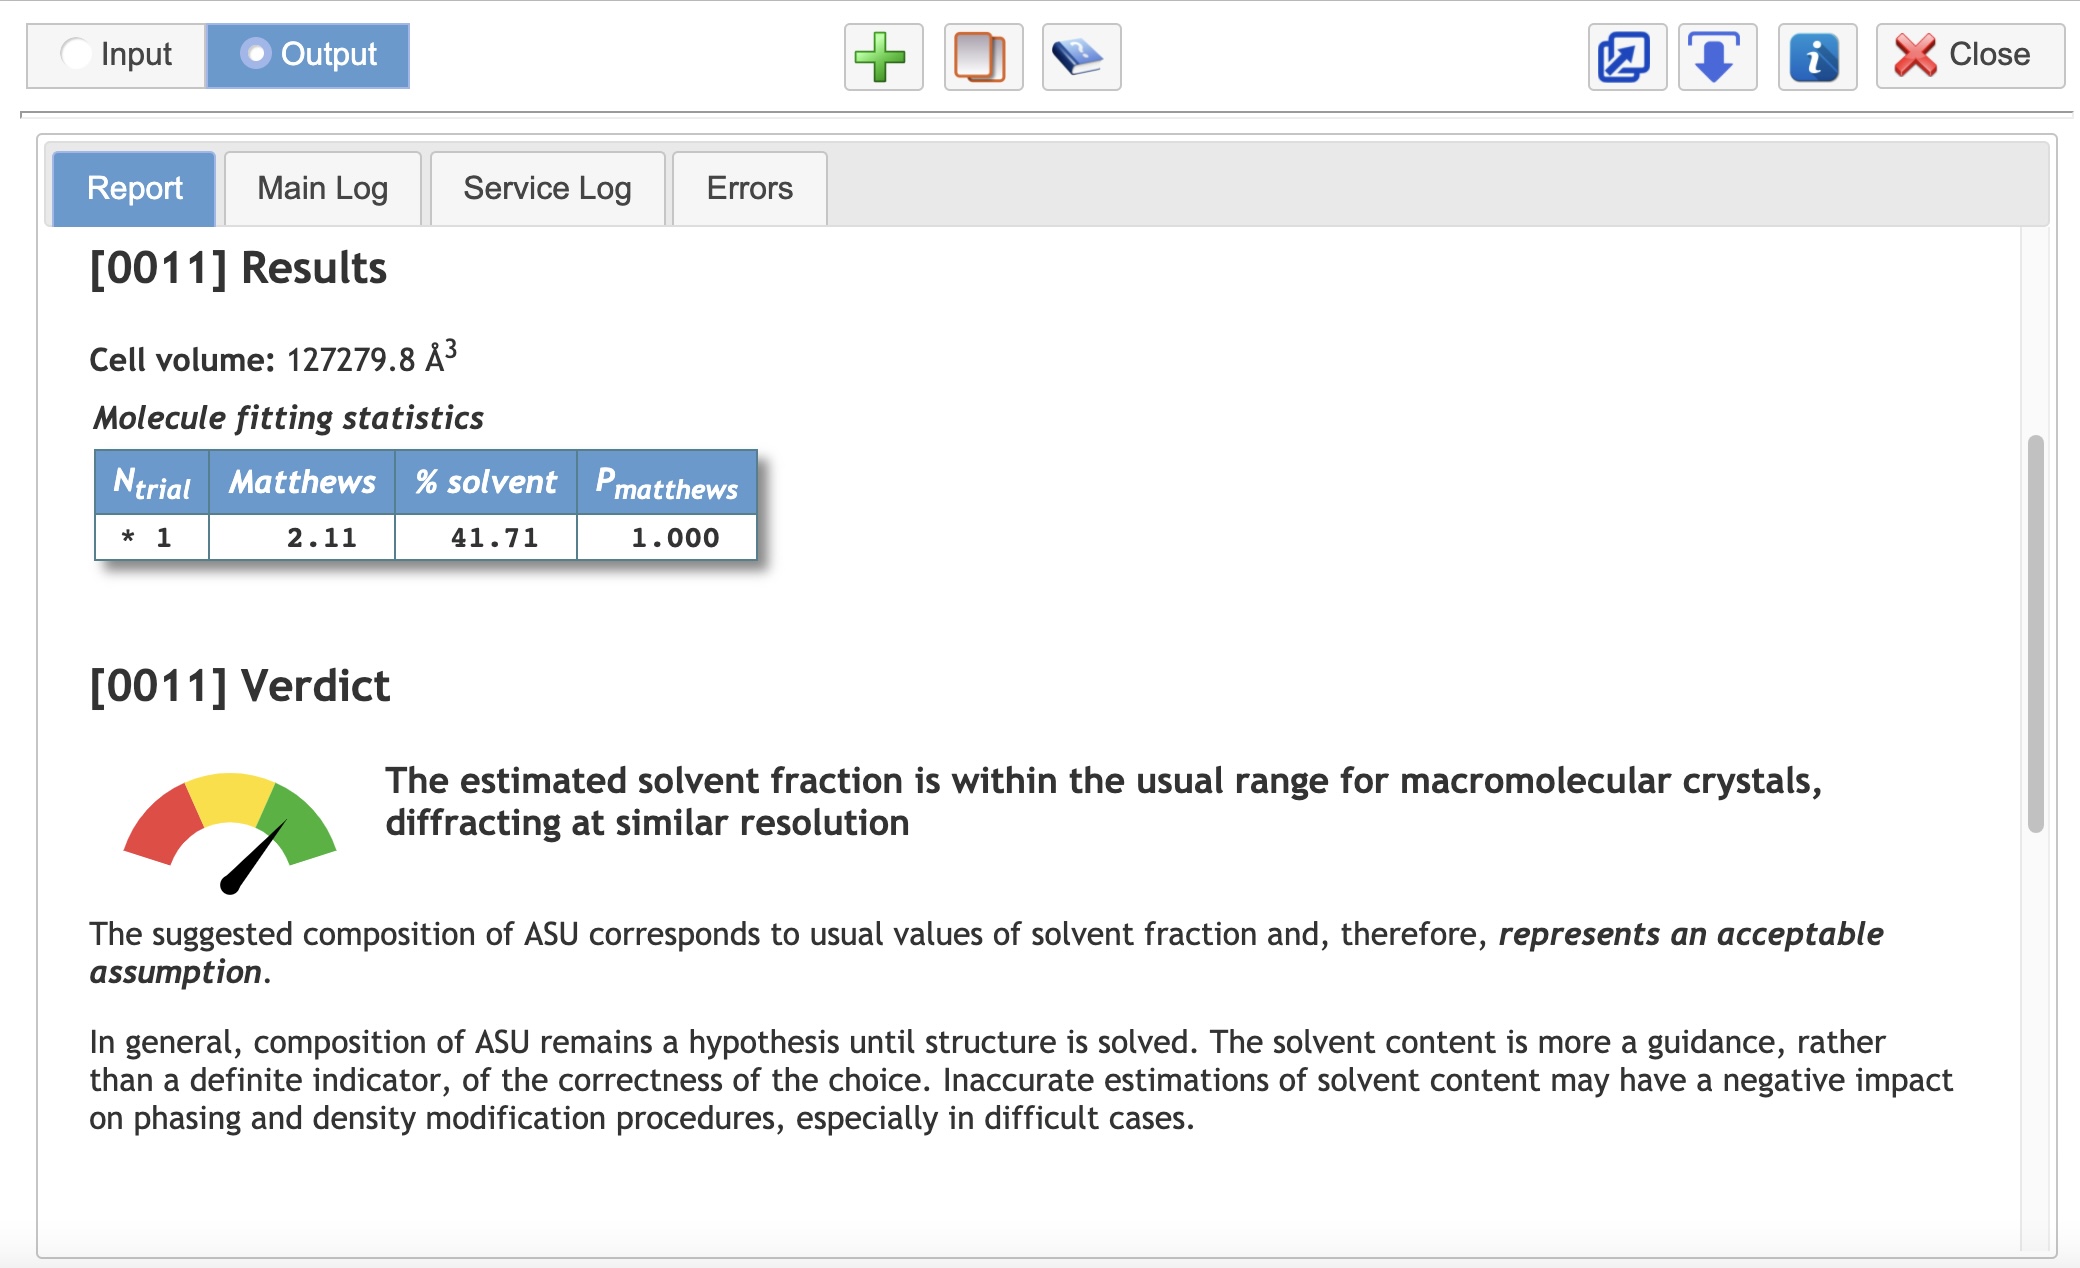 Input Output Close
Report Main Log Service Log Errors
[0011] Results
Cell volume: 127279.8 Å3
Molecule fitting statistics
Ntrial Matthews % solvent Pmatthews
* 1 2.11 41.71 1.000
[0011] Verdict
The estimated solvent fraction is within the usual range for macromolecular crystals,
diffracting at similar resolution
The suggested composition of ASU corresponds to usual values of solvent fraction and, therefore, represents an acceptable
assumption.
In general, composition of ASU remains a hypothesis until structure is solved. The solvent content is more a guidance, rather
than a definite indicator, of the correctness of the choice. Inaccurate estimations of solvent content may have a negative impact
on phasing and density modification procedures, especially in difficult cases.